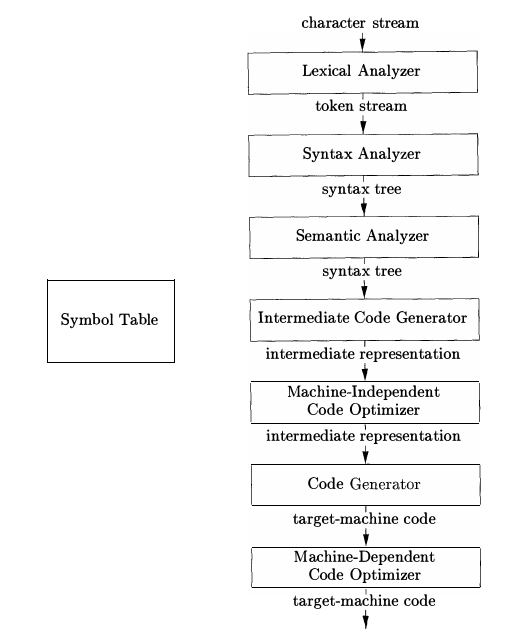 character stream
Lexical Analyzer
token stream
Syntax Analyzer
syntax tree
Semantic Analyzer
syntax tree
Symbol Table
Intermediate Code Generator
intermediate representation
Machine-Independent
Code Optimizer
intermediate representation
Code Generator
target-machine code
Machine-Dependent
Code Optimizer
target-machine code